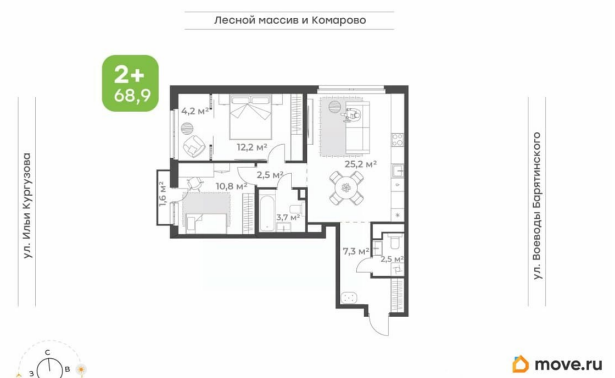 Лесной массив и Комарово
2+
68,9
4,2 м²
12,2 м²
25,2 м²
2,5 м²
10,8 м²
1,6 м²
3,7 м²
7,3 м²
2,5 м²
ул. Ильи Кургузова
ул. Воеводы Барятинского
С
З
В
move.ru